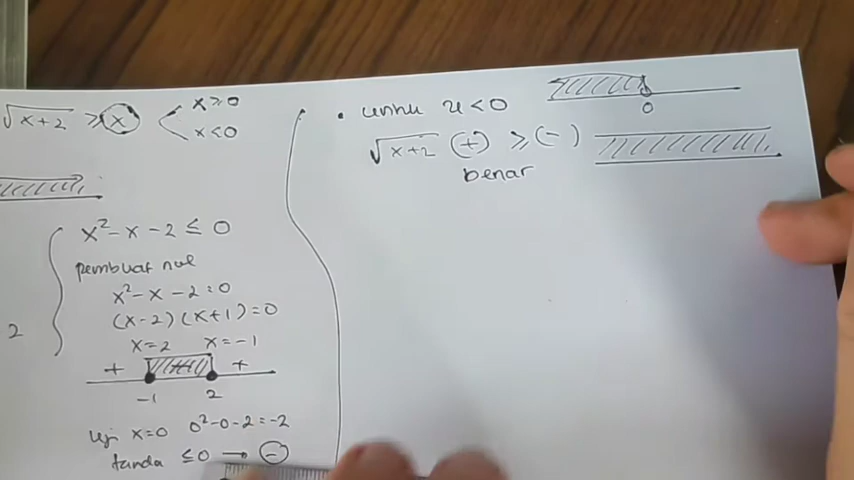 √x+2 ≥ x
x ≥ 0
x < 0
x² - x - 2 ≤ 0
pembuat nol
x² - x - 2 = 0
(x-2) (x+1) = 0
x = 2 x = -1
2
+ +
-1 2
uji x=0 0²-0-2 = -2
tanda ≤0 → -
• untuk x < 0
0
√x+2 (+) ≥ (-)
benar